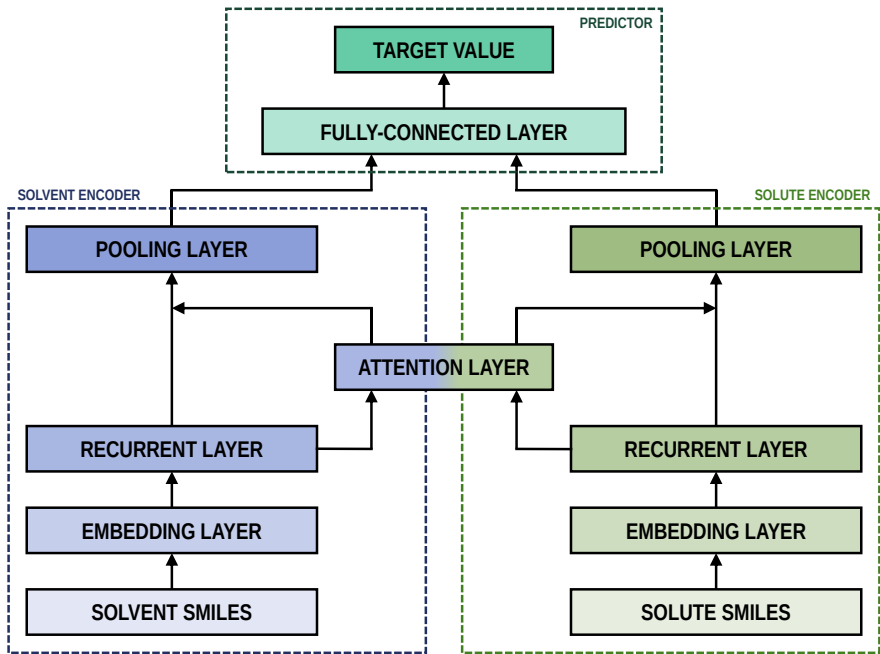 PREDICTOR
TARGET VALUE
FULLY-CONNECTED LAYER
SOLVENT ENCODER
SOLUTE ENCODER
POOLING LAYER
POOLING LAYER
ATTENTION LAYER
RECURRENT LAYER
RECURRENT LAYER
EMBEDDING LAYER
EMBEDDING LAYER
SOLVENT SMILES
SOLUTE SMILES